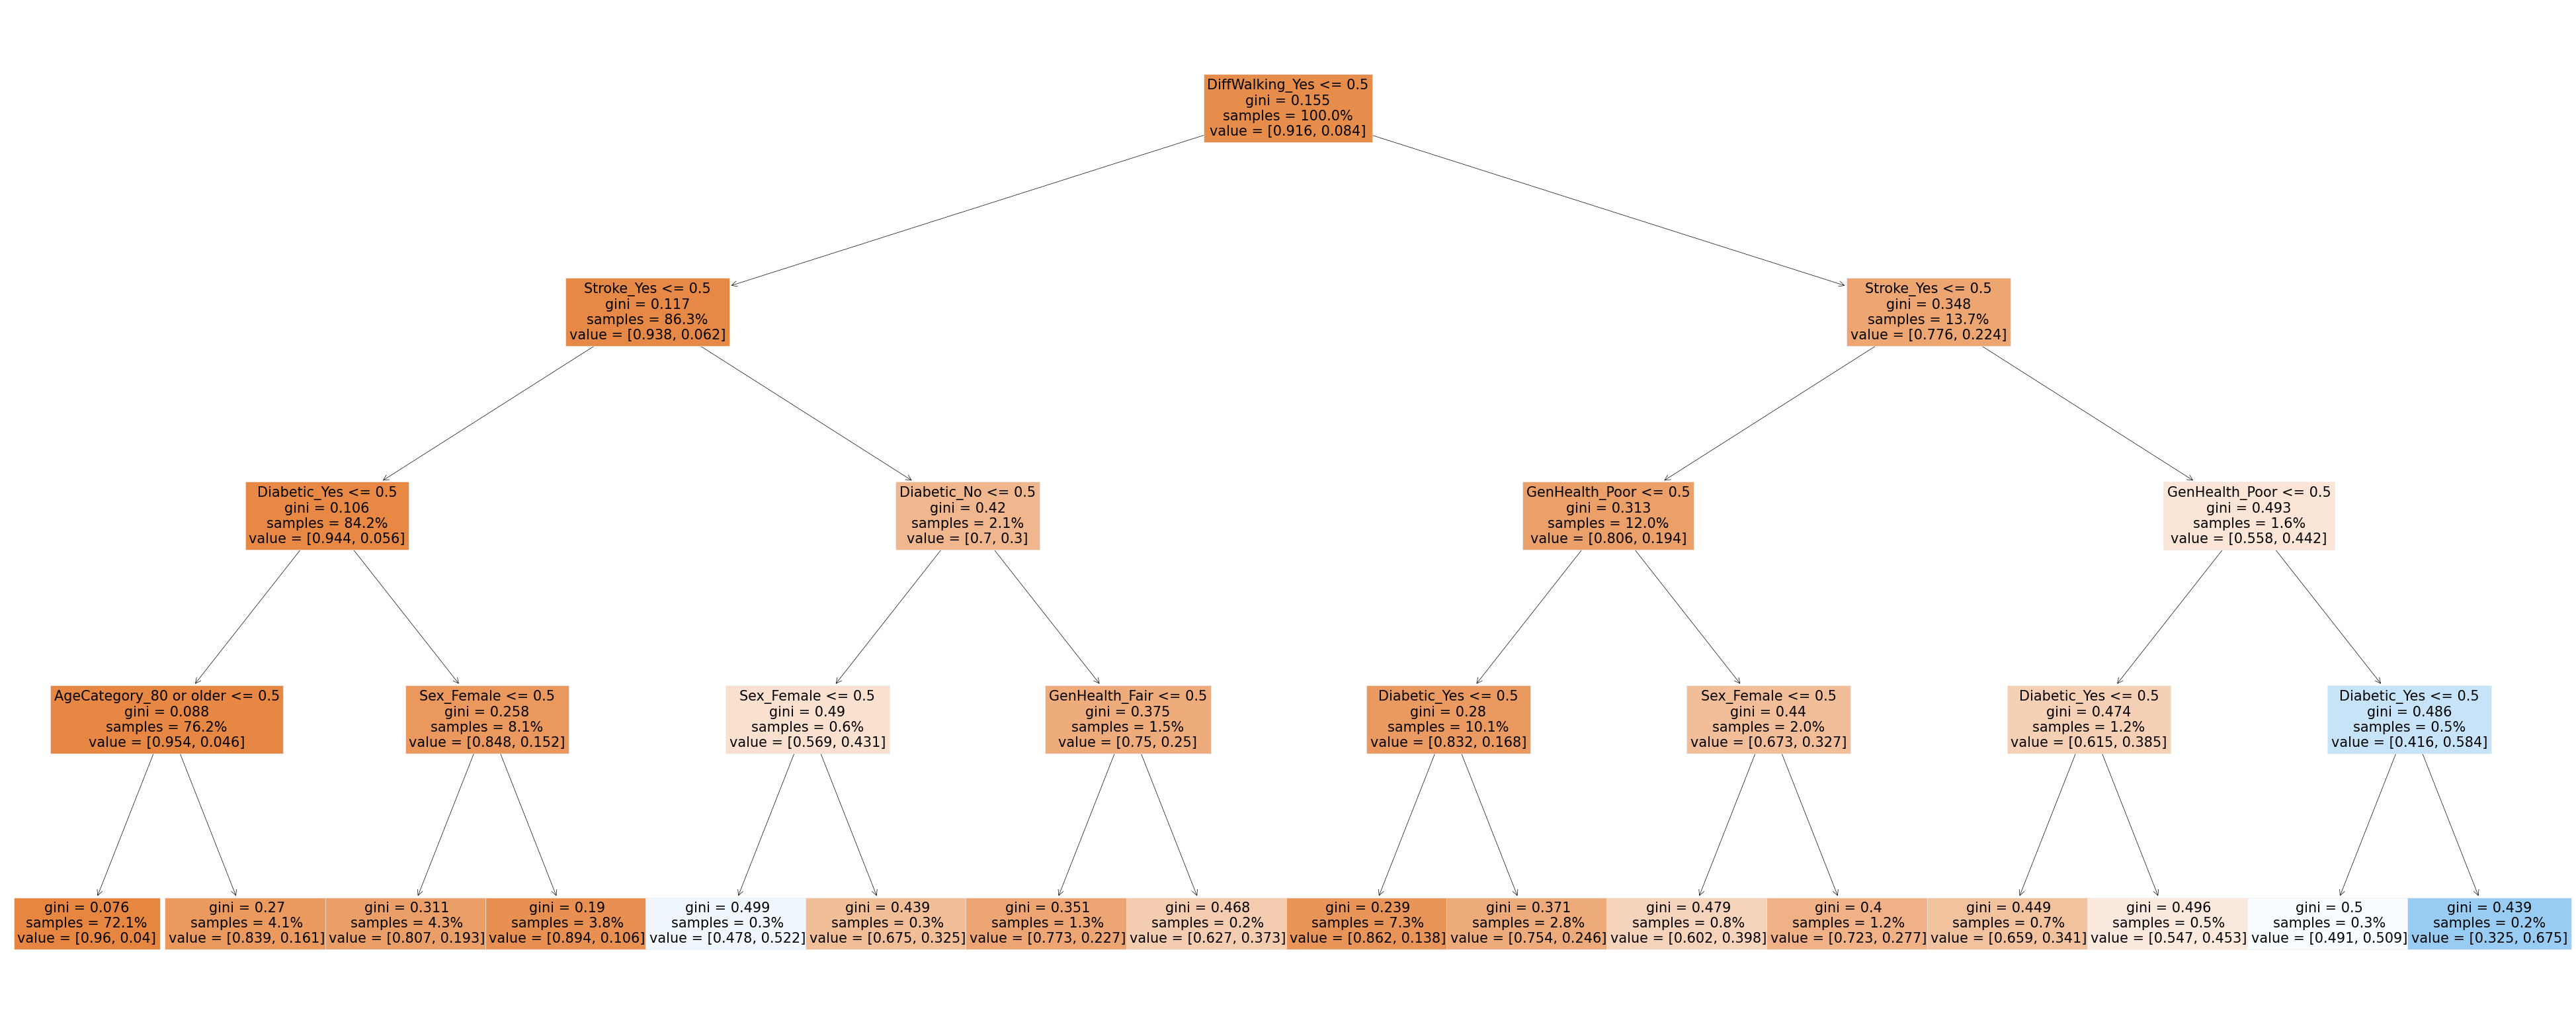 DiffWalking_Yes <= 0.5
gini = 0.155
samples = 100.0%
value = [0.916, 0.084]
Stroke_Yes <= 0.5
gini = 0.117
samples = 86.3%
value = [0.938, 0.062]
Stroke_Yes <= 0.5
gini = 0.348
samples = 13.7%
value = [0.776, 0.224]
Diabetic_Yes <= 0.5
gini = 0.106
samples = 84.2%
value = [0.944, 0.056]
Diabetic_No <= 0.5
gini = 0.42
samples = 2.1%
value = [0.7, 0.3]
GenHealth_Poor <= 0.5
gini = 0.313
samples = 12.0%
value = [0.806, 0.194]
GenHealth_Poor <= 0.5
gini = 0.493
samples = 1.6%
value = [0.558, 0.442]
AgeCategory_80 or older <= 0.5
gini = 0.088
samples = 76.2%
value = [0.954, 0.046]
Sex_Female <= 0.5
gini = 0.258
samples = 8.1%
value = [0.848, 0.152]
Sex_Female <= 0.5
gini = 0.49
samples = 0.6%
value = [0.569, 0.431]
GenHealth_Fair <= 0.5
gini = 0.375
samples = 1.5%
value = [0.75, 0.25]
Diabetic_Yes <= 0.5
gini = 0.28
samples = 10.1%
value = [0.832, 0.168]
Sex_Female <= 0.5
gini = 0.44
samples = 2.0%
value = [0.673, 0.327]
Diabetic_Yes <= 0.5
gini = 0.474
samples = 1.2%
value = [0.615, 0.385]
Diabetic_Yes <= 0.5
gini = 0.486
samples = 0.5%
value = [0.416, 0.584]
gini = 0.076
samples = 72.1%
value = [0.96, 0.04]
gini = 0.27
samples = 4.1%
value = [0.839, 0.161]
gini = 0.311
samples = 4.3%
value = [0.807, 0.193]
gini = 0.19
samples = 3.8%
value = [0.894, 0.106]
gini = 0.499
samples = 0.3%
value = [0.478, 0.522]
gini = 0.439
samples = 0.3%
value = [0.675, 0.325]
gini = 0.351
samples = 1.3%
value = [0.773, 0.227]
gini = 0.468
samples = 0.2%
value = [0.627, 0.373]
gini = 0.239
samples = 7.3%
value = [0.862, 0.138]
gini = 0.371
samples = 2.8%
value = [0.754, 0.246]
gini = 0.479
samples = 0.8%
value = [0.602, 0.398]
gini = 0.4
samples = 1.2%
value = [0.723, 0.277]
gini = 0.449
samples = 0.7%
value = [0.659, 0.341]
gini = 0.496
samples = 0.5%
value = [0.547, 0.453]
gini = 0.5
samples = 0.3%
value = [0.491, 0.509]
gini = 0.439
samples = 0.2%
value = [0.325, 0.675]